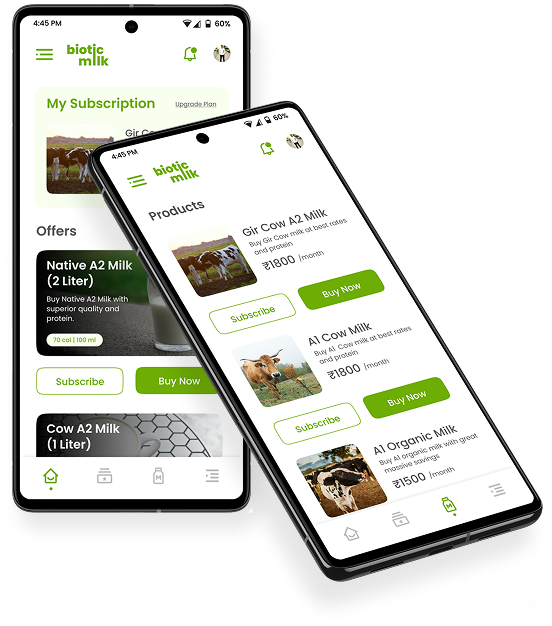 4:45 PM
60%
biotic
milk
My Subscription
Upgrade Plan
Gir Co
Offers
Native A2 Milk
(2 Liter)
Buy Native A2 Milk with
superior quality and
protein.
70 cal | 100 ml
Subscribe
Buy Now
Cow A2 Milk
(1 Liter)
M
4:45 PM
60%
biotic
milk
Products
Gir Cow A2 Milk
Buy Gir Cow milk at best rates
and protein
₹1800 /month
Subscribe
Buy Now
A1 Cow Milk
Buy A1. Cow milk at best rates
and protein
₹1800 /month
Subscribe
Buy Now
A1 Organic Milk
Buy A1 organic milk with great
massive savings
₹1500 /month
M